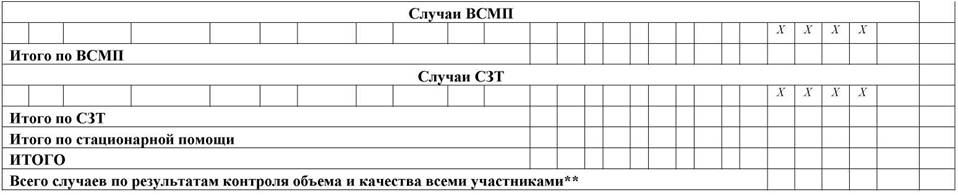 Случаи ВСМП
X X X X
Итого по ВСМП
Случаи СЗТ
X X X X
Итого по СЗТ
Итого по стационарной помощи
ИТОГО
Всего случаев по результатам контроля объема и качества всеми участниками**